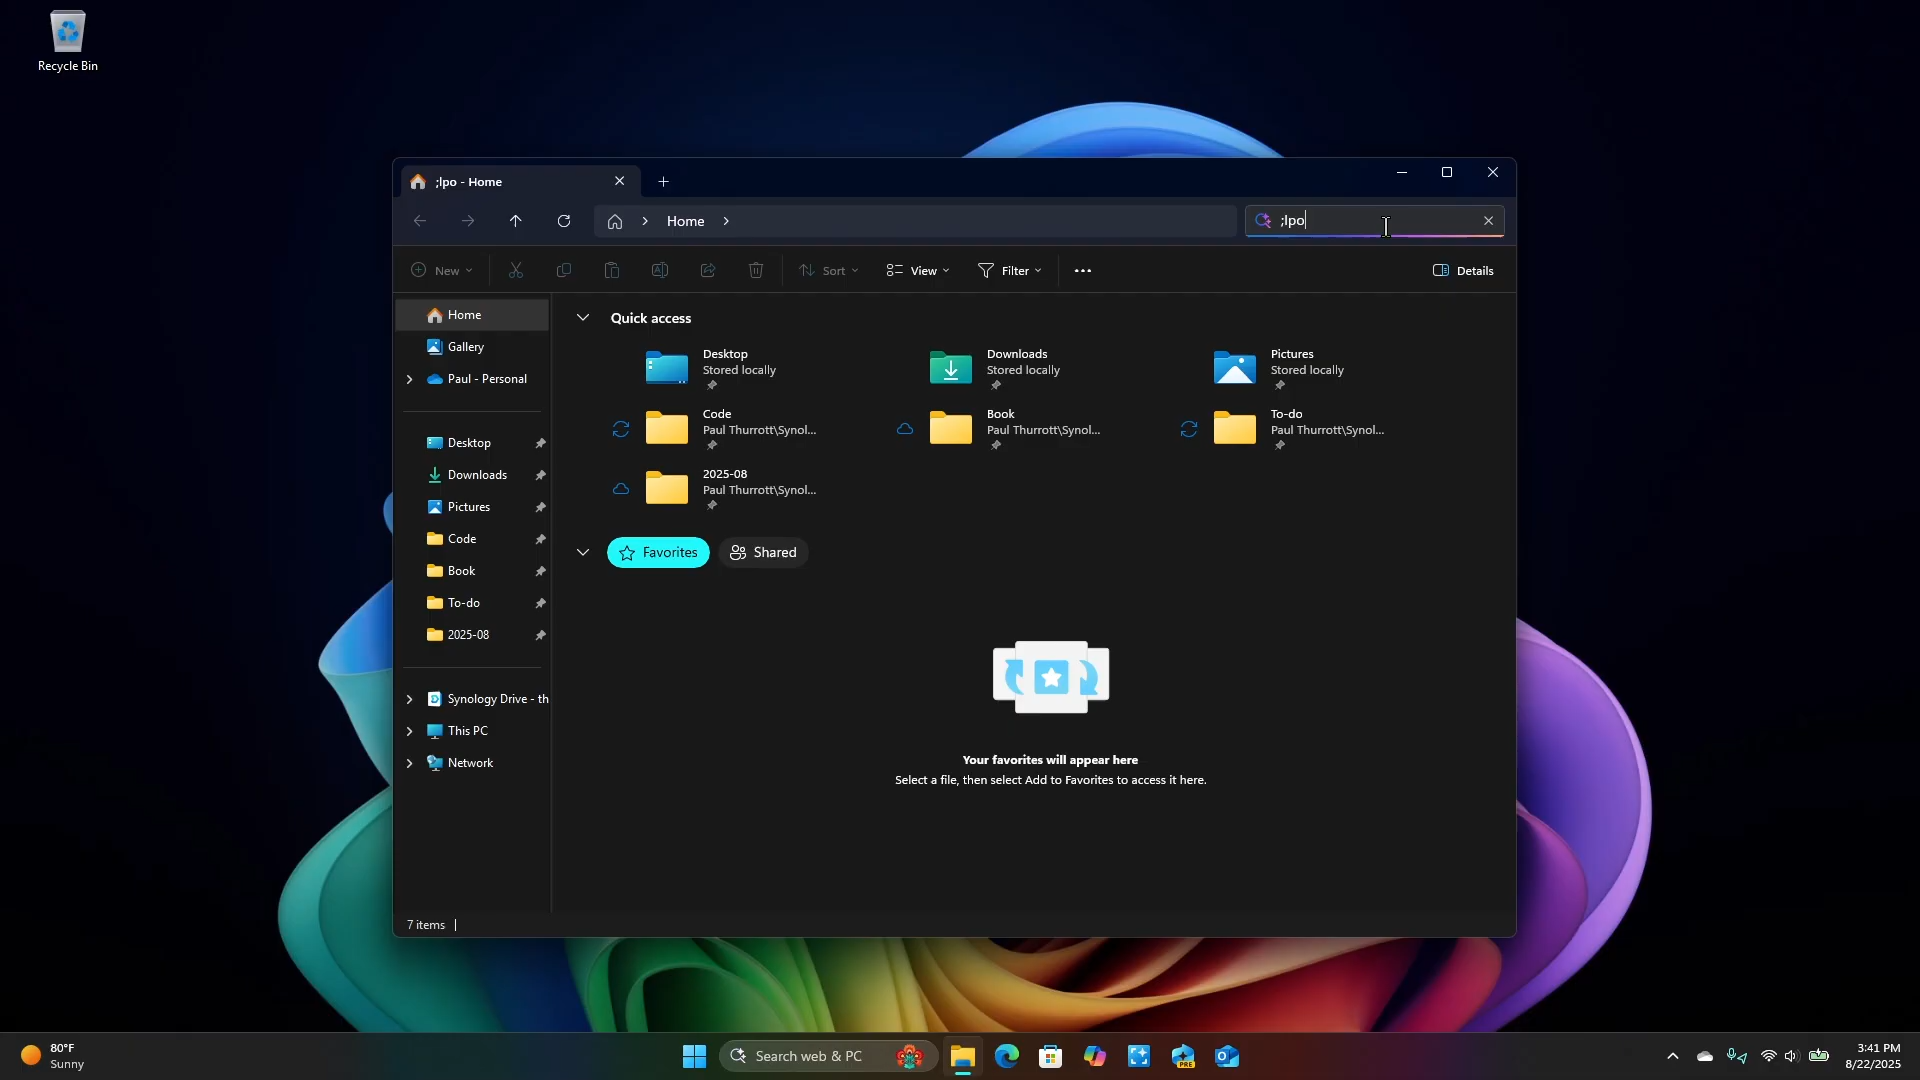 Recycle Bin
;lpo - Home
Home
;lpo
New
Sort
View
Filter
Details
Home
Gallery
Paul - Personal
Desktop
Downloads
Pictures
Code
Book
To-do
2025-08
Synology Drive - th
This PC
Network
Quick access
Desktop
Stored locally
Downloads
Stored locally
Pictures
Stored locally
Code
Paul Thurrott\Synol...
Book
Paul Thurrott\Synol...
To-do
Paul Thurrott\Synol...
2025-08
Paul Thurrott\Synol...
Favorites
Shared
Your favorites will appear here
Select a file, then select Add to Favorites to access it here.
7 items
80°F
Sunny
Search web & PC
PRE
3:41 PM
8/22/2025